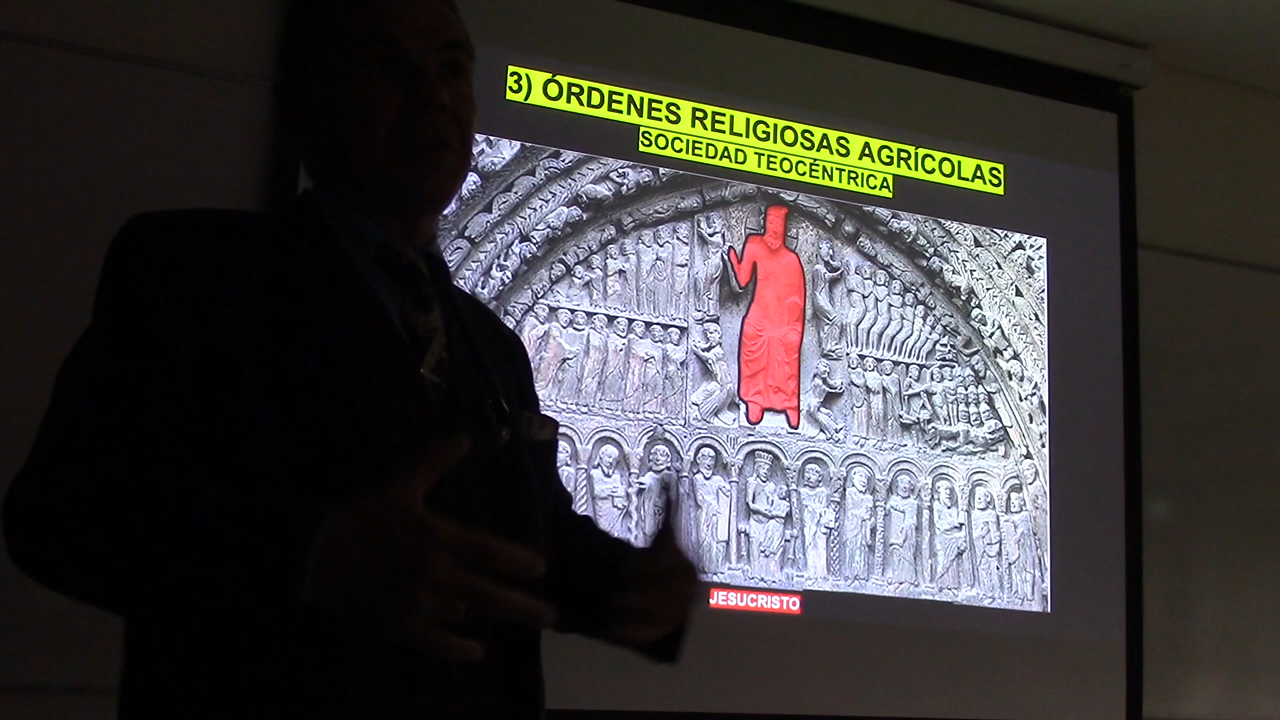 3) ÓRDENES RELIGIOSAS AGRÍCOLAS
SOCIEDAD TEOCÉNTRICA
JESUCRISTO